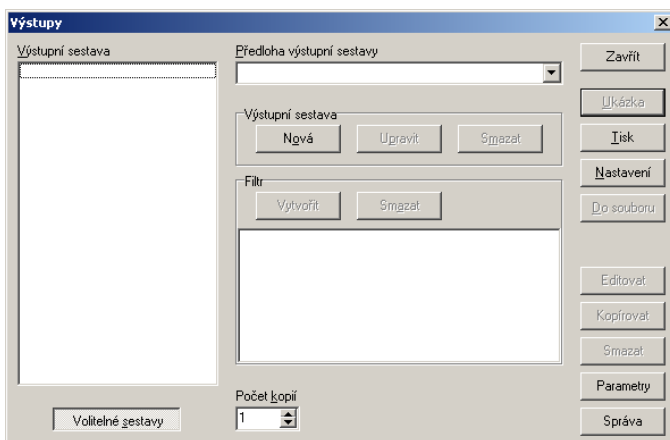 Výstupy
Výstupní sestava
Předloha výstupní sestavy
Zavřít
Ukázka
Výstupní sestava
Nová
Upravit
Smazat
Tisk
Nastavení
Filtr
Vytvořit
Smazat
Do souboru
Editovat
Kopírovat
Smazat
Parametry
Počet kopií
1
Volitelné sestavy
Správa